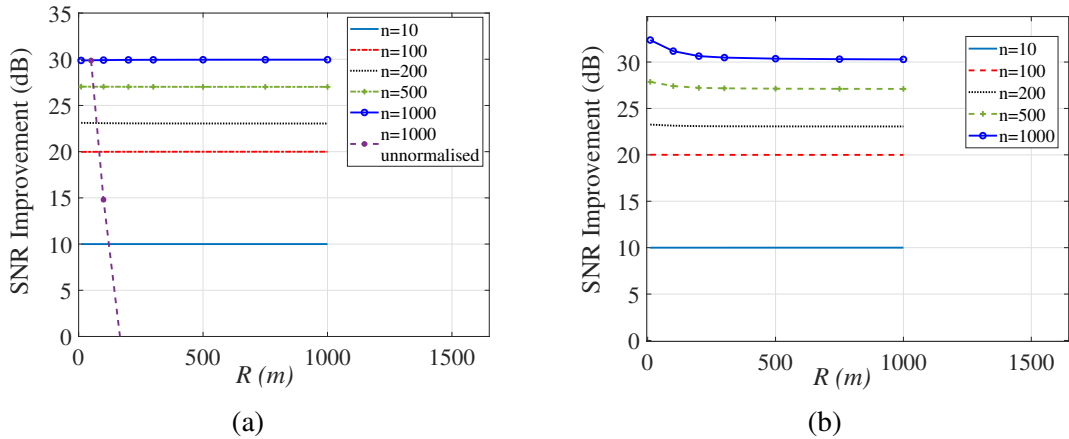 SNR Improvement (dB)
35
30
25
20
15
10
5
0
0 500 1000 1500
R (m)
n=10
n=100
n=200
n=500
n=1000
n=1000
unnormalised
(a)
SNR Improvement (dB)
30
25
20
15
10
5
0
0 500 1000 1500
R (m)
n=10
n=100
n=200
n=500
n=1000
(b)